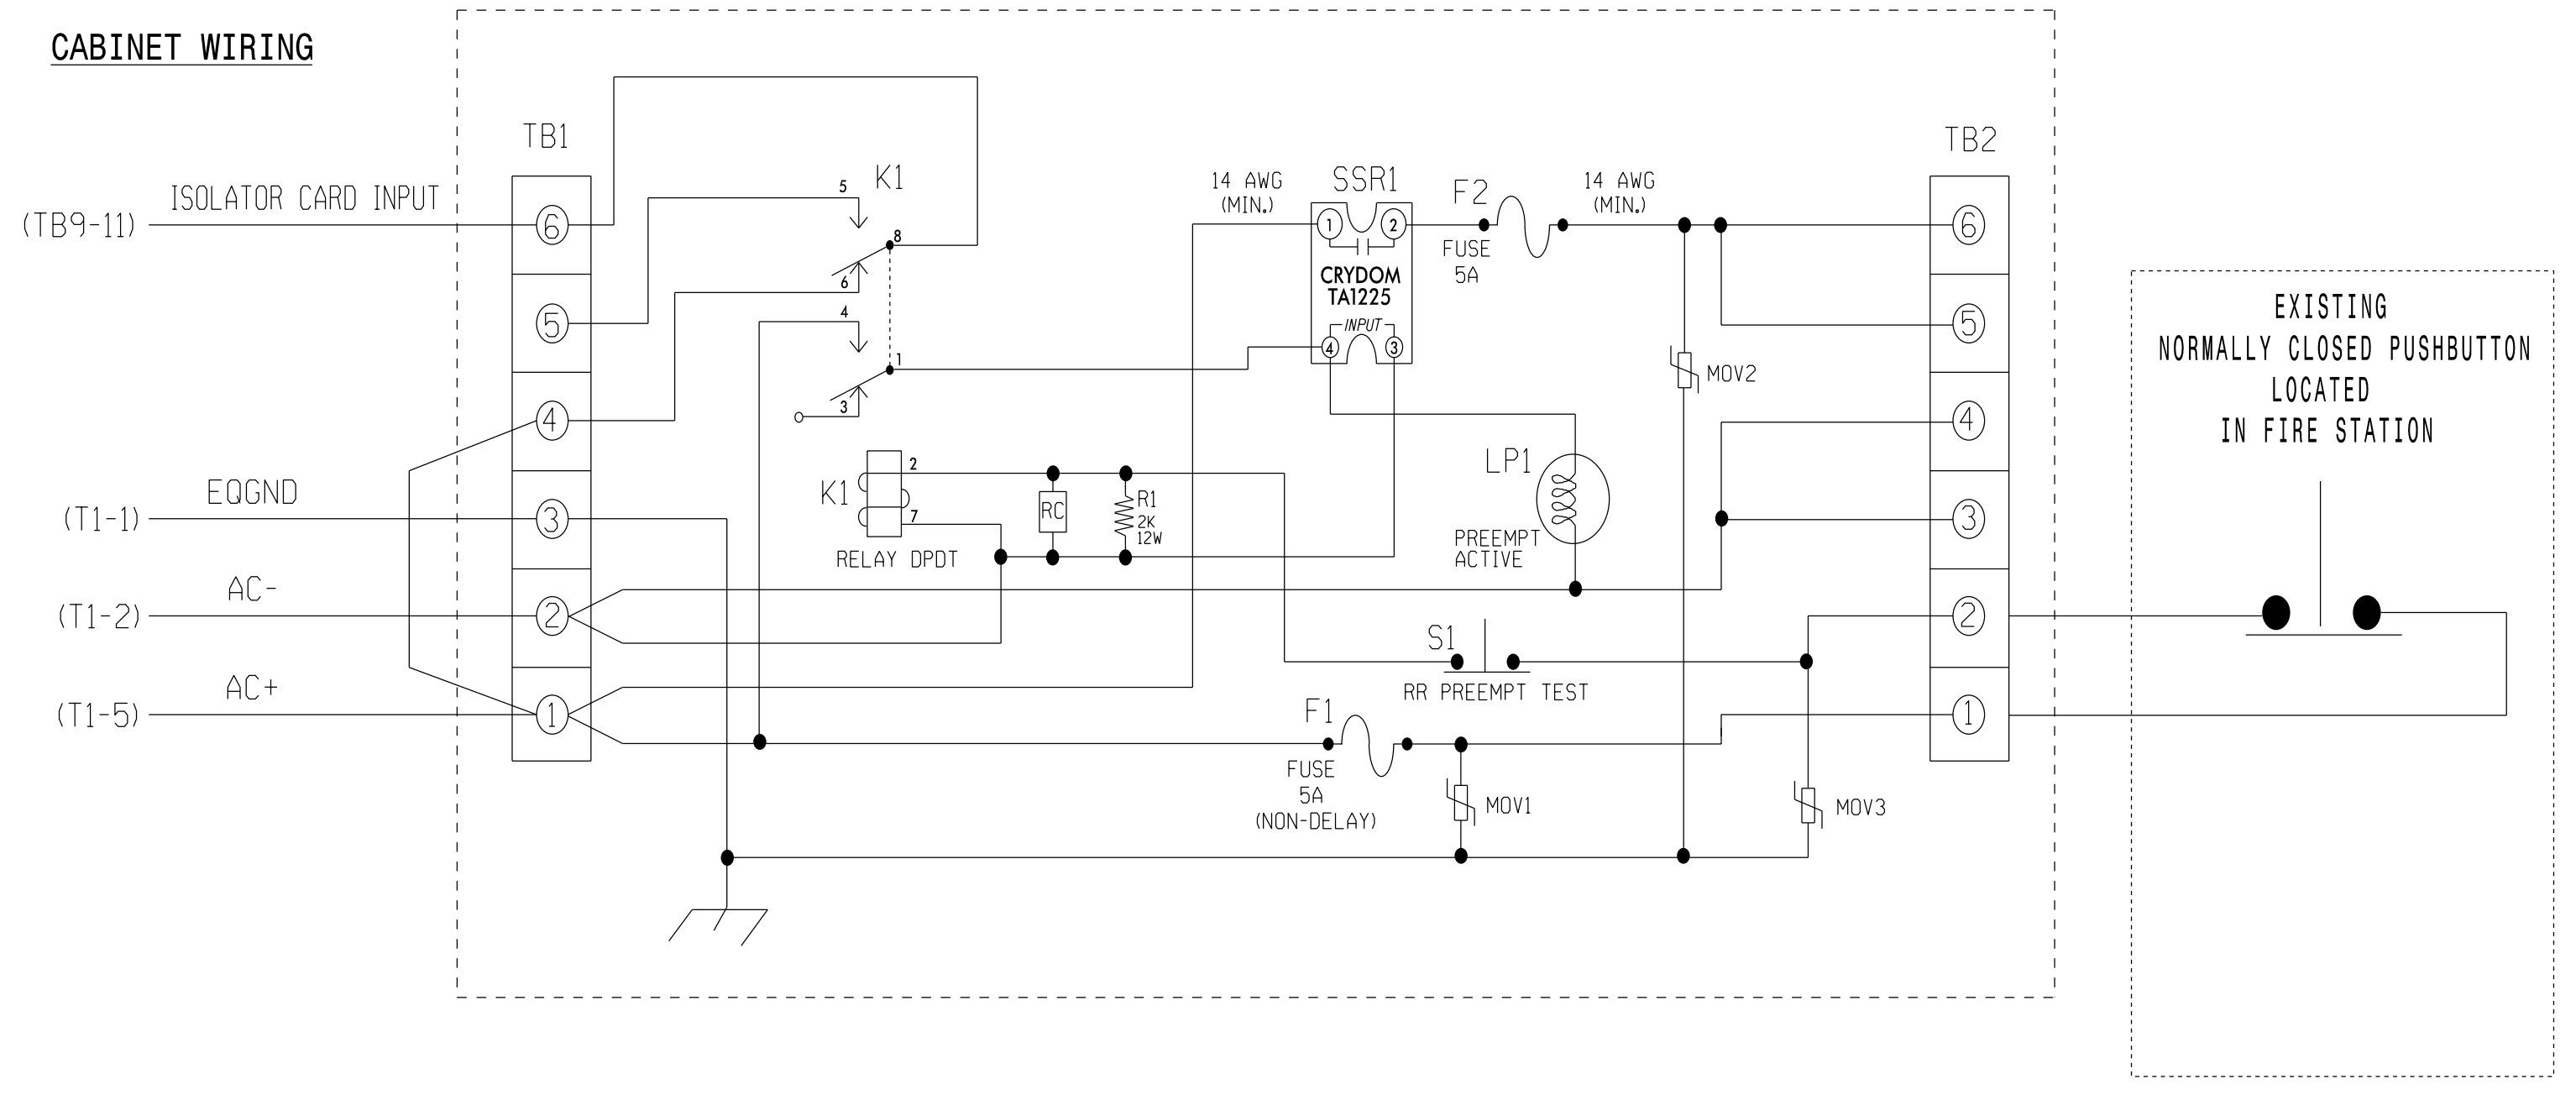 CABINET WIRING
TB1
TB2
K1
5
8
6
4
1
3
ISOLATOR CARD INPUT
(TB9-11)
EQGND
(T1-1)
AC-
(T1-2)
AC+
(T1-5)
6
5
4
3
2
1
14 AWG
(MIN.)
SSR1
1
2
CRYDOM
TA1225
INPUT
4
3
F2
FUSE
5A
14 AWG
(MIN.)
MOV2
K1
2
7
RELAY DPDT
RC
R1
2K
12W
LP1
PREEMPT
ACTIVE
S1
RR PREEMPT TEST
F1
FUSE
5A
(NON-DELAY)
MOV1
MOV3
6
5
4
3
2
1
EXISTING
NORMALLY CLOSED PUSHBUTTON
LOCATED
IN FIRE STATION